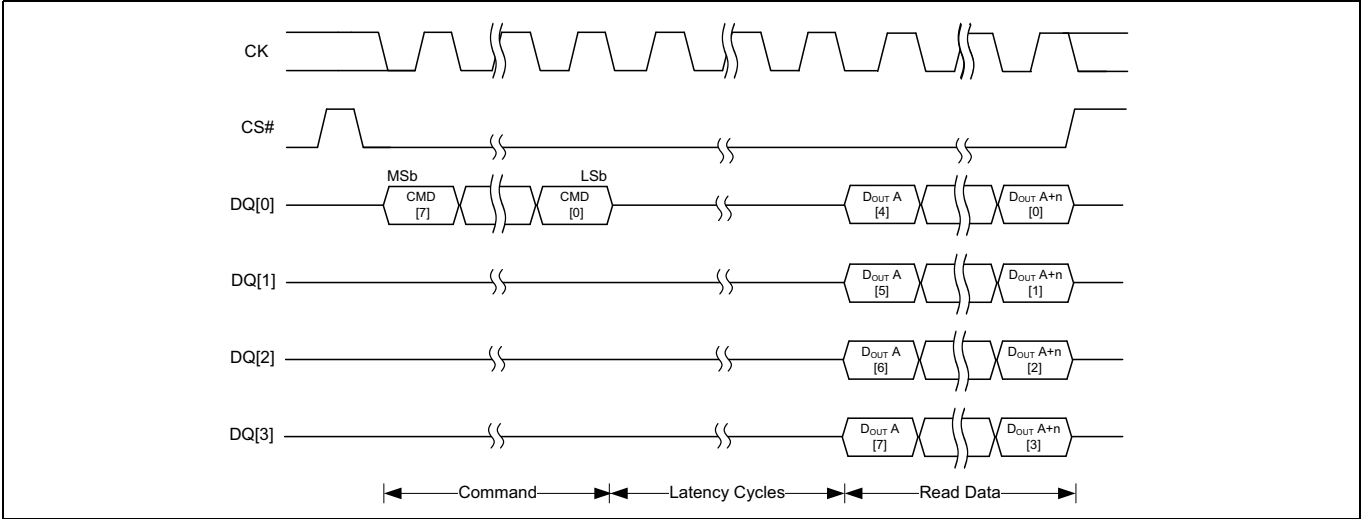 CK
CS#
MSb LSb
DQ[0] CMD [7] CMD [0] DOUT A [4] DOUT A+n [0]
DQ[1] DOUT A [5] DOUT A+n [1]
DQ[2] DOUT A [6] DOUT A+n [2]
DQ[3] DOUT A [7] DOUT A+n [3]
Command Latency Cycles Read Data